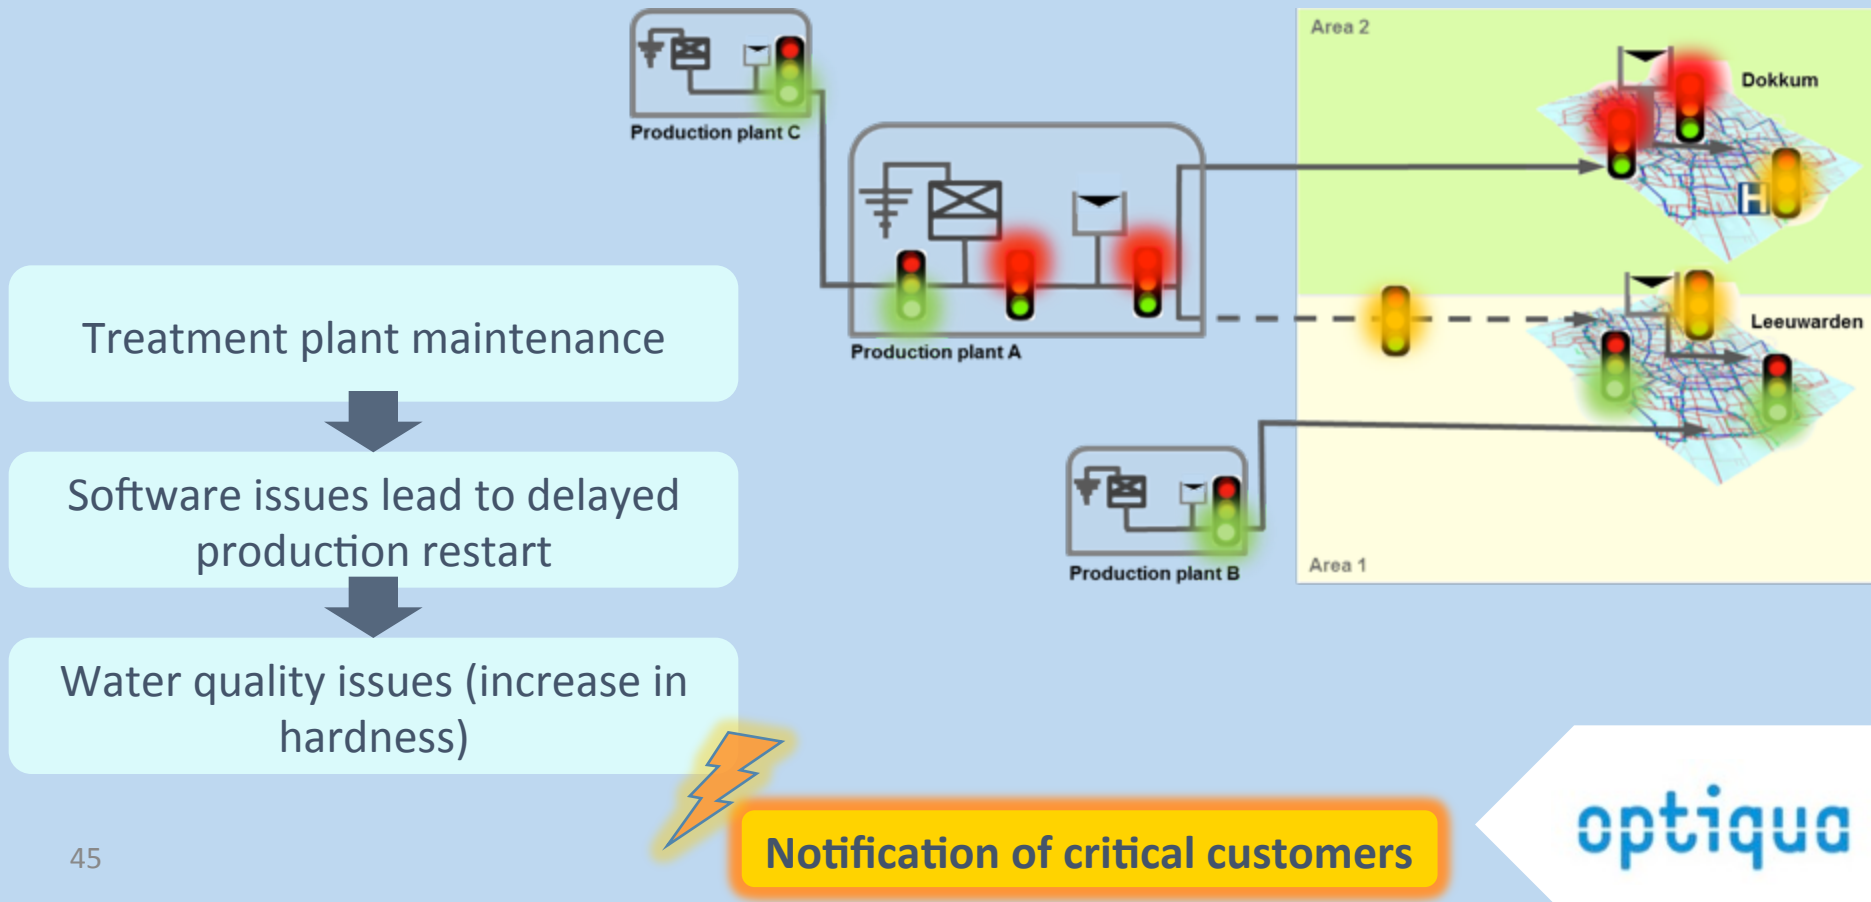 Area 2
Dokkum
Production plant C
H
Leeuwarden
Production plant A
Treatment plant maintenance
Software issues lead to delayed
production restart
Production plant B
Area 1
Water quality issues (increase in
hardness)
Notification of critical customers
optiqua
45